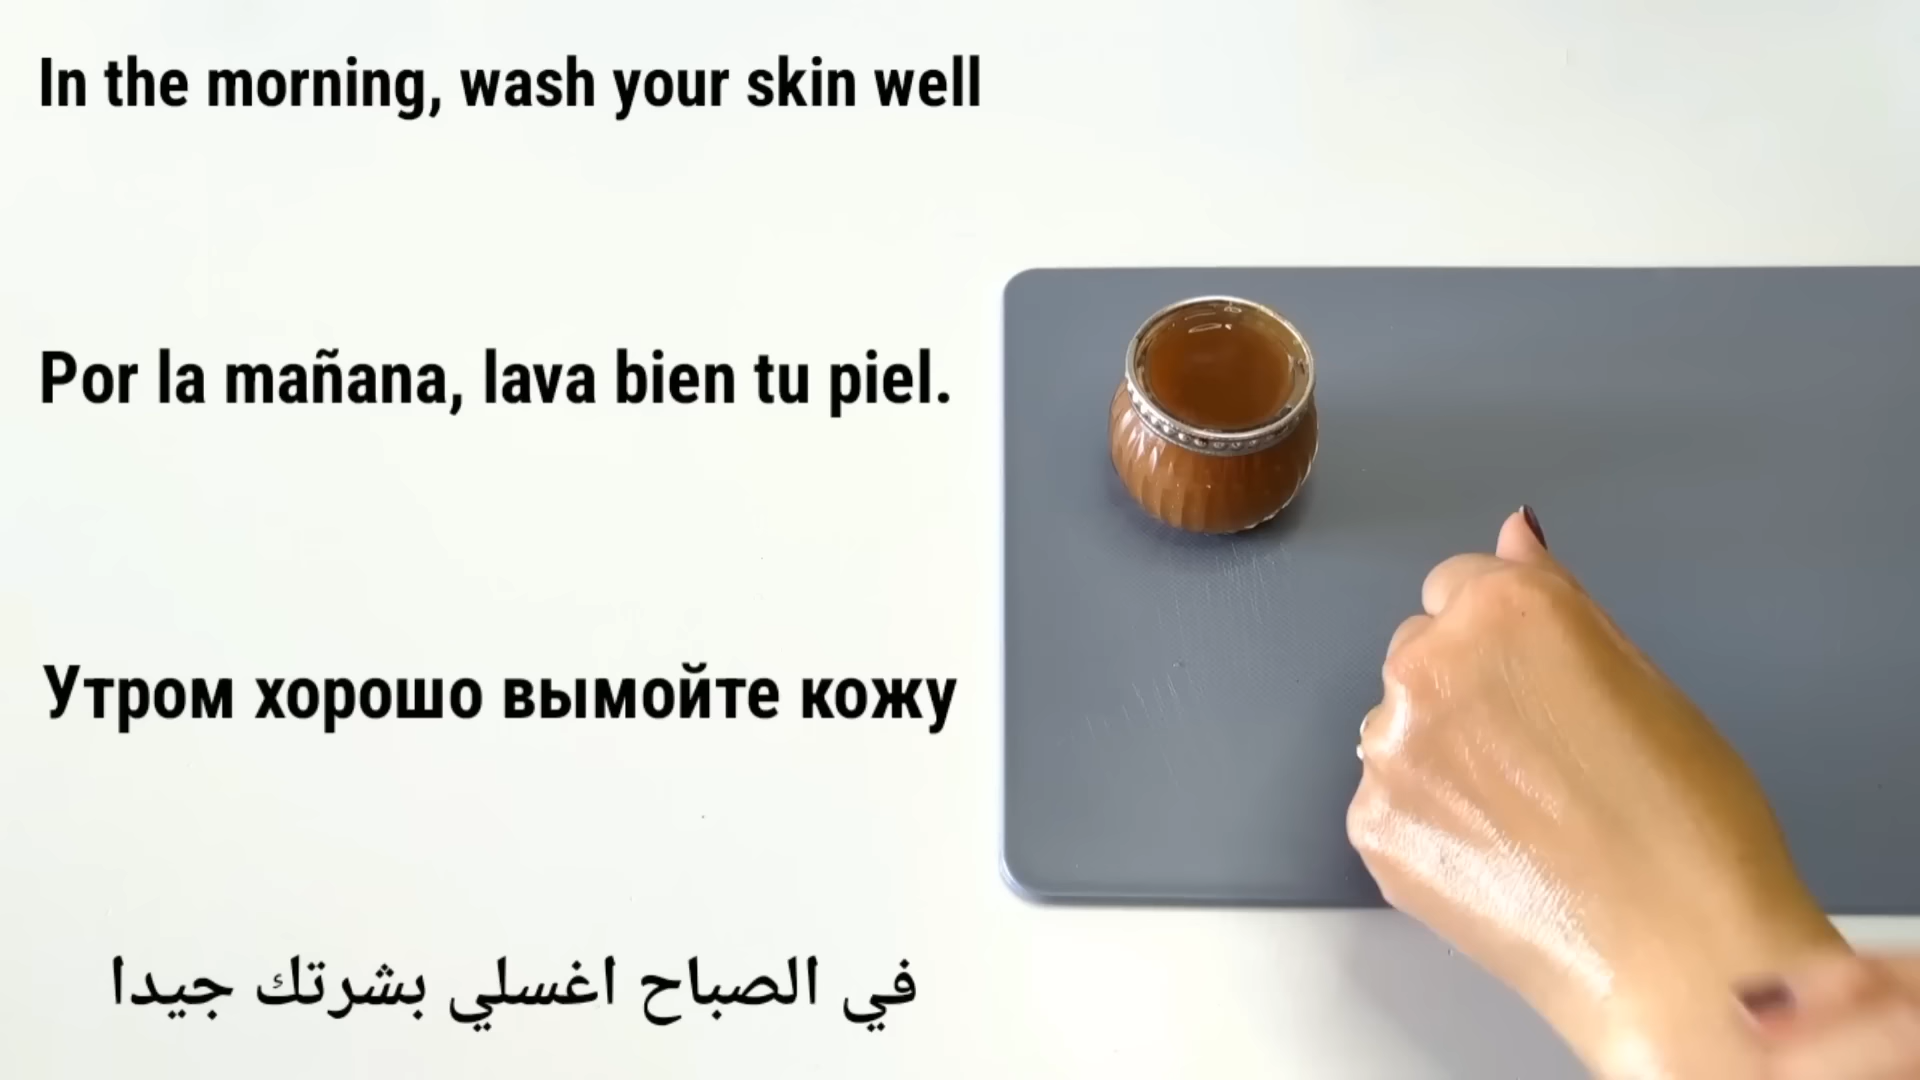 In the morning, wash your skin well
Por la mañana, lava bien tu piel.
Утром хорошо вымойте кожу
في الصباح اغسلي بشرتك جيدا